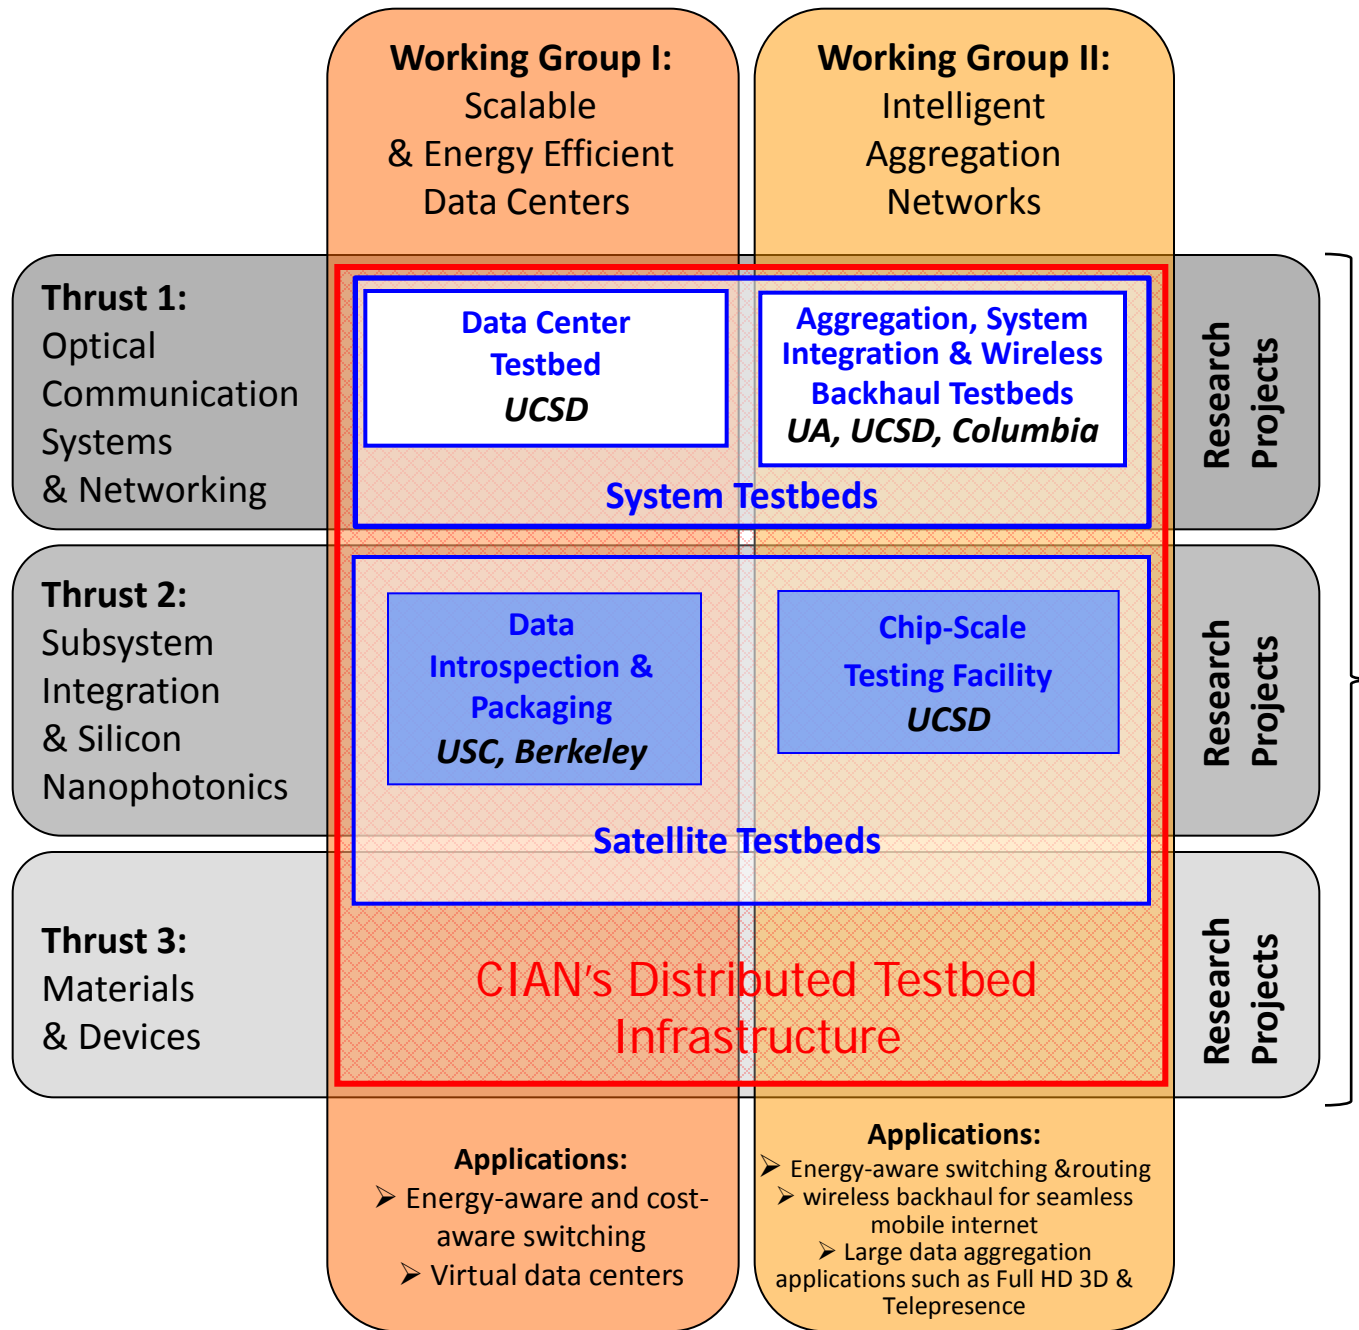 Working Group I:
Scalable
& Energy Efficient
Data Centers
Working Group II:
Intelligent
Aggregation
Networks
Thrust 1:
Optical
Communication
Systems
& Networking
Data Center
Testbed
UCSD
Aggregation, System
Integration & Wireless
Backhaul Testbeds
UA, UCSD, Columbia
System Testbeds
Research
Projects
Thrust 2:
Subsystem
Integration
& Silicon
Nanophotonics
Data
Introspection &
Packaging
USC, Berkeley
Chip-Scale
Testing Facility
UCSD
Satellite Testbeds
Research
Projects
Thrust 3:
Materials
& Devices
CIAN's Distributed Testbed
Infrastructure
Research
Projects
Applications:
➢ Energy-aware and cost-
aware switching
➢ Virtual data centers
Applications:
➢ Energy-aware switching &routing
➢ wireless backhaul for seamless
mobile internet
➢ Large data aggregation
applications such as Full HD 3D &
Telepresence